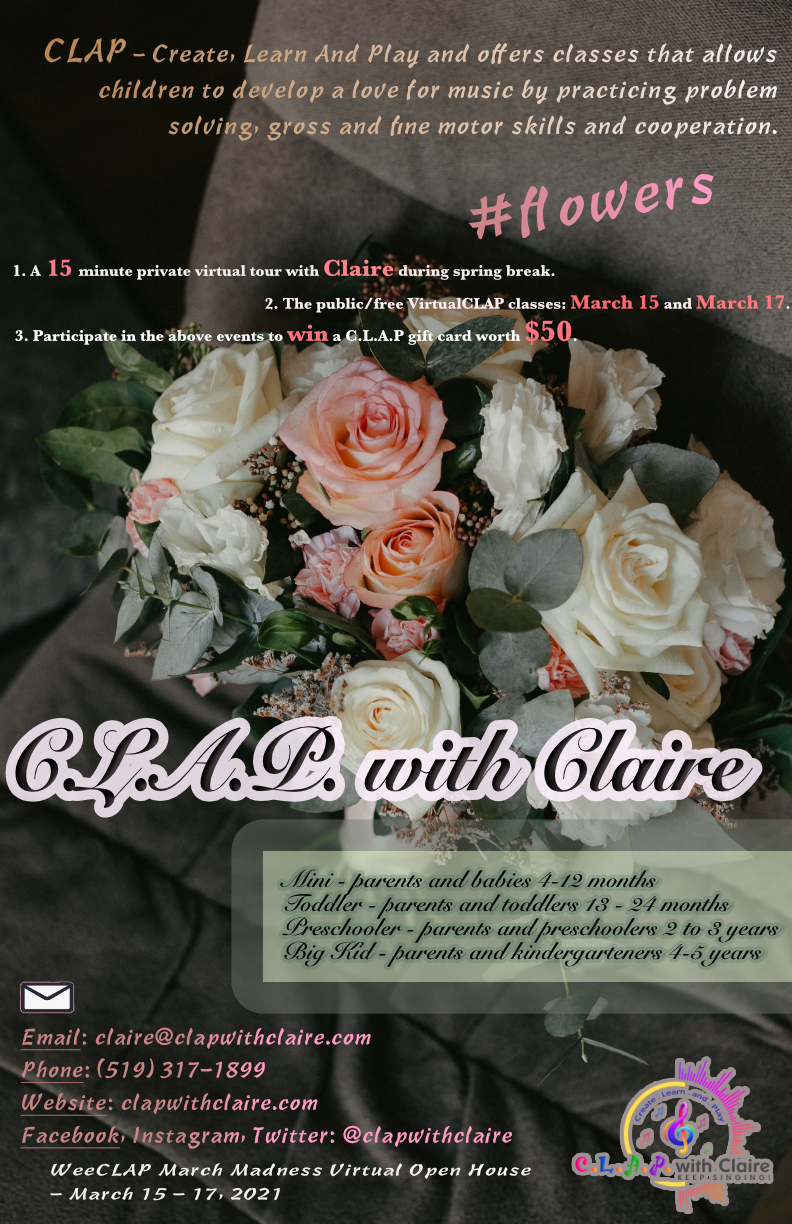 CLAP – Create, Learn And Play and offers classes that allows
children to develop a love for music by practicing problem
solving, gross and fine motor skills and cooperation.
#flowers
1. A 15 minute private virtual tour with Claire during spring break.
2. The public/free VirtualCLAP classes: March 15 and March 17.
3. Participate in the above events to win a C.L.A.P gift card worth $50.
C.L.A.P. with Claire
Mini - parents and babies 4-12 months
Toddler - parents and toddlers 13 - 24 months
Preschooler - parents and preschoolers 2 to 3 years
Big Kid - parents and kindergarteners 4-5 years
Email: claire@clapwithclaire.com
Phone: (519) 317-1899
Website: clapwithclaire.com
Facebook, Instagram, Twitter: @clapwithclaire
WeeCLAP March Madness Virtual Open House
– March 15 – 17, 2021
Create . Learn . and . Play
C.L.A.P. with Claire
KEEP SINGING!